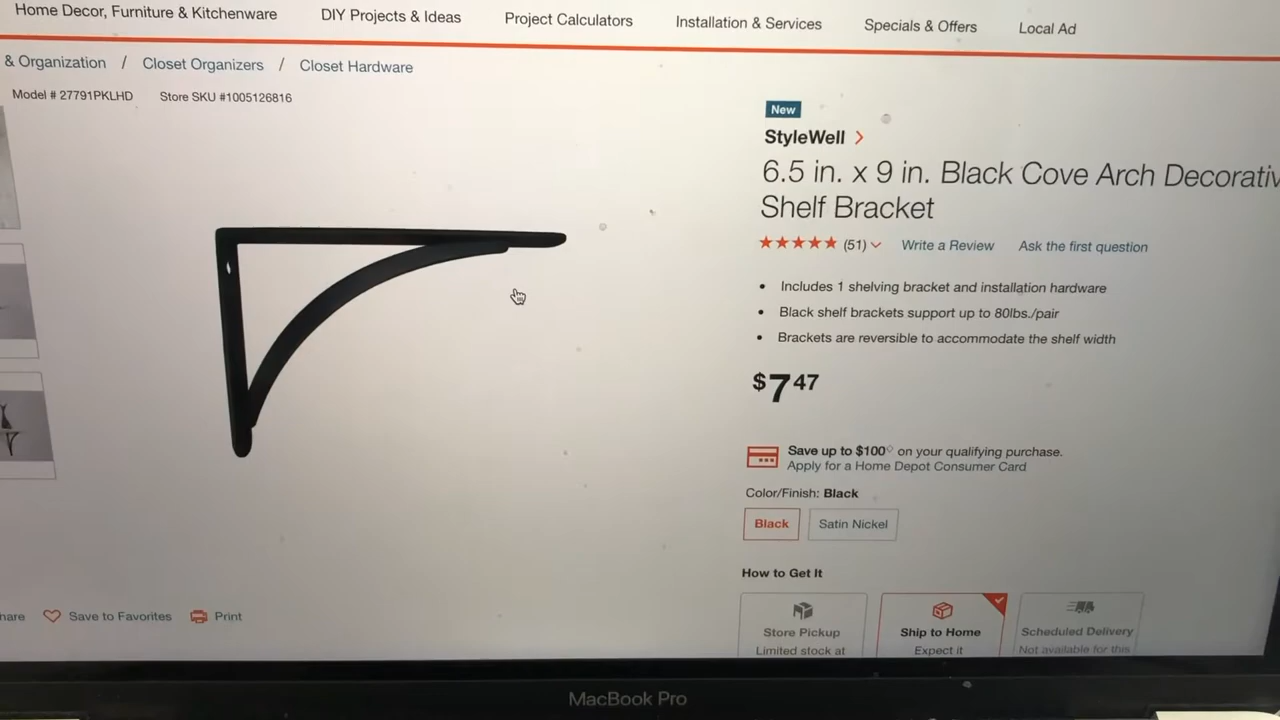 Home Decor, Furniture & Kitchenware DIY Projects & Ideas Project Calculators Installation & Services Specials & Offers Local Ad
& Organization / Closet Organizers / Closet Hardware
Model # 27791PKLHD Store SKU #1005126816
New
StyleWell
6.5 in. x 9 in. Black Cove Arch Decorativ
Shelf Bracket
(51) Write a Review Ask the first question
Includes 1 shelving bracket and installation hardware
Black shelf brackets support up to 80lbs./pair
Brackets are reversible to accommodate the shelf width
$7 47
Save up to $100◊ on your qualifying purchase.
Apply for a Home Depot Consumer Card
Color/Finish: Black
Black Satin Nickel
How to Get It
Store Pickup Ship to Home Scheduled Delivery
Limited stock at Expect it Not available for this
hare Save to Favorites Print
MacBook Pro